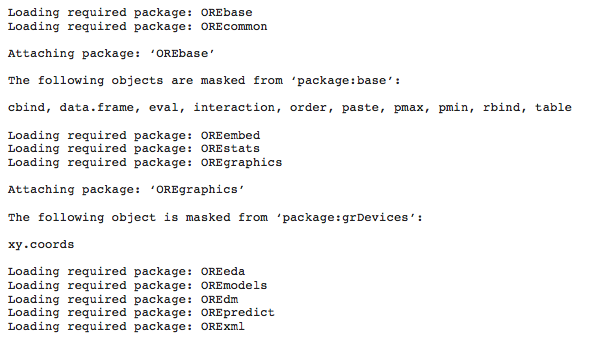 Loading required package: OREbase
Loading required package: OREcommon
Attaching package: ‘OREbase’
The following objects are masked from ‘package:base’:
cbind, data.frame, eval, interaction, order, paste, pmax, pmin, rbind, table
Loading required package: OREembed
Loading required package: OREstats
Loading required package: OREgraphics
Attaching package: ‘OREgraphics’
The following object is masked from ‘package:grDevices’:
xy.coords
Loading required package: OREeda
Loading required package: OREmodels
Loading required package: OREdm
Loading required package: OREpredict
Loading required package: ORExml